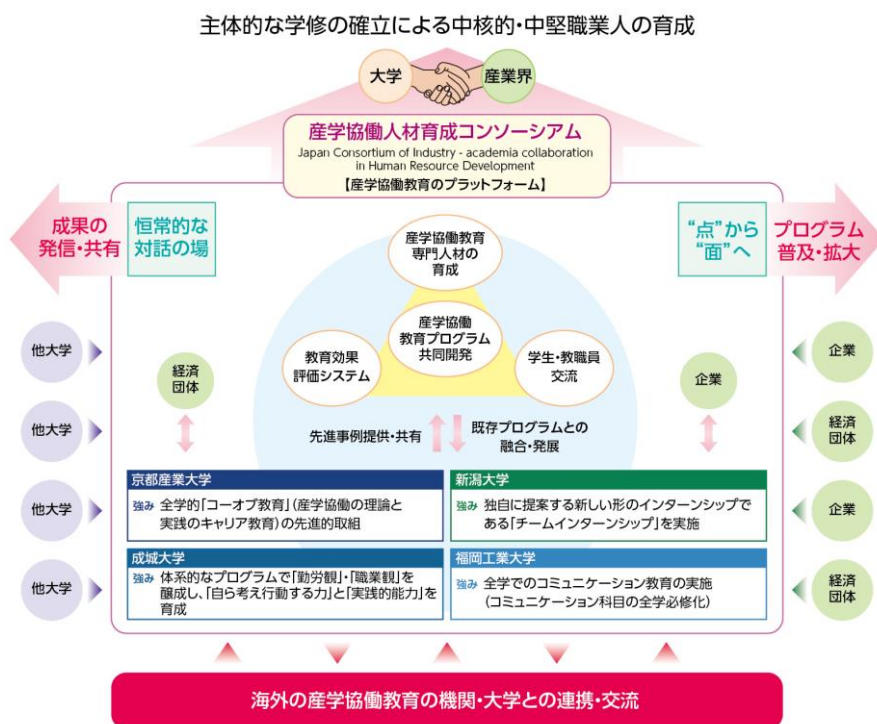 主体的な学修の確立による中核的・中堅職業人の育成
大学
産業界
産学協働人材育成コンソーシアム
Japan Consortium of Industry - academia collaboration
in Human Resource Development
【産学協働教育のプラットフォーム】
成果の
発信・共有
恒常的な
対話の場
“点”から
“面”へ
プログラム
普及・拡大
産学協働教育
専門人材の
育成
産学協働
教育プログラム
共同開発
教育効果
評価システム
学生・教職員
交流
他大学
他大学
他大学
他大学
経済
団体
企業
企業
経済
団体
企業
経済
団体
先進事例提供・共有
既存プログラムとの
融合・発展
京都産業大学
強み 全学的「コーオプ教育」(産学協働の理論と
実践のキャリア教育)の先進的取組
新潟大学
強み 独自に提案する新しい形のインターンシップで
ある「チームインターンシップ」を実施
成城大学
強み 体系的なプログラムで「勤労観」・「職業観」を
醸成し、「自ら考え行動する力」と「実践的能力」を
育成
福岡工業大学
強み 全学でのコミュニケーション教育の実施
(コミュニケーション科目の全学必修化)
海外の産学協働教育の機関・大学との連携・交流